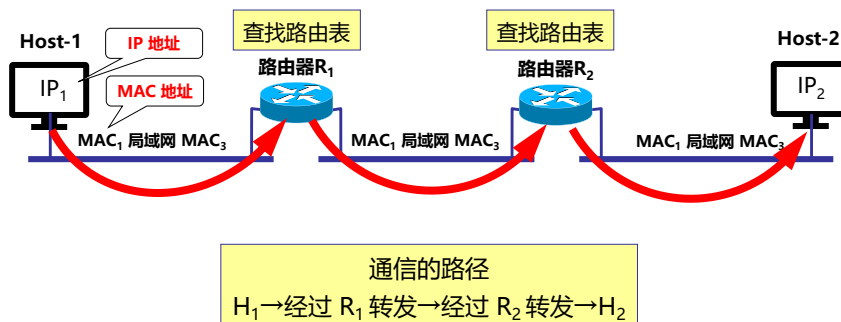 查找路由表
查找路由表
Host-1
IP 地址
Host-2
路由器R₁
路由器R₂
IP₁
MAC 地址
IP₂
MAC₁ 局域网 MAC₃
MAC₁ 局域网 MAC₃
MAC₁ 局域网 MAC₃
通信的路径
H₁→经过 R₁ 转发→经过 R₂ 转发→H₂